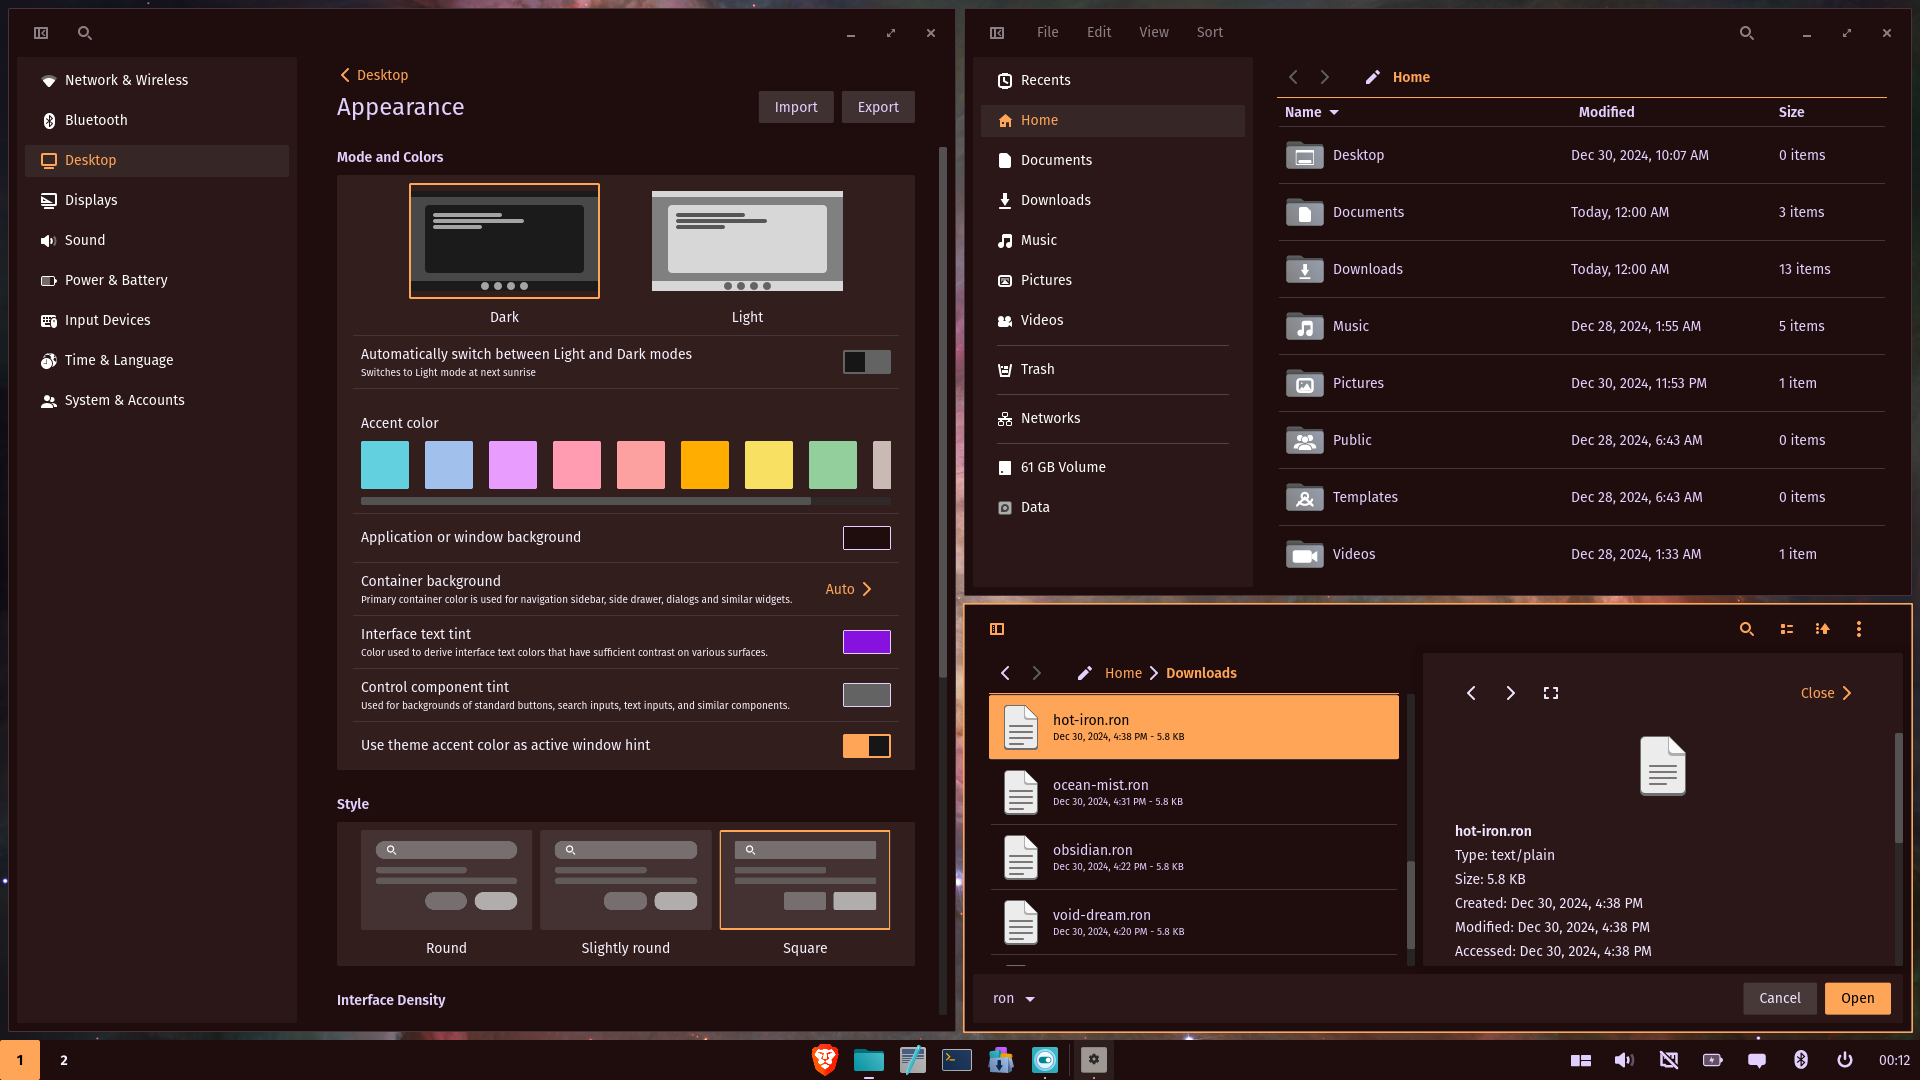 Network & Wireless
Bluetooth
Desktop
Displays
Sound
Power & Battery
Input Devices
Time & Language
System & Accounts
Desktop
Appearance
Import
Export
Mode and Colors
Dark
Light
Automatically switch between Light and Dark modes
Switches to Light mode at next sunrise
Accent color
Application or window background
Container background
Auto
Primary container color is used for navigation sidebar, side drawer, dialogs and similar widgets.
Interface text tint
Color used to derive interface text colors that have sufficient contrast on various surfaces.
Control component tint
Used for backgrounds of standard buttons, search inputs, text inputs, and similar components.
Use theme accent color as active window hint
Style
Round
Slightly round
Square
Interface Density
File Edit View Sort
Recents
Home
Documents
Downloads
Music
Pictures
Videos
Trash
Networks
61 GB Volume
Data
Home
Name Modified Size
Desktop Dec 30, 2024, 10:07 AM 0 items
Documents Today, 12:00 AM 3 items
Downloads Today, 12:00 AM 13 items
Music Dec 28, 2024, 1:55 AM 5 items
Pictures Dec 30, 2024, 11:53 PM 1 item
Public Dec 28, 2024, 6:43 AM 0 items
Templates Dec 28, 2024, 6:43 AM 0 items
Videos Dec 28, 2024, 1:33 AM 1 item
Home Downloads
hot-iron.ron
Dec 30, 2024, 4:38 PM - 5.8 KB
ocean-mist.ron
Dec 30, 2024, 4:31 PM - 5.8 KB
obsidian.ron
Dec 30, 2024, 4:22 PM - 5.8 KB
void-dream.ron
Dec 30, 2024, 4:20 PM - 5.8 KB
Close
hot-iron.ron
Type: text/plain
Size: 5.8 KB
Created: Dec 30, 2024, 4:38 PM
Modified: Dec 30, 2024, 4:38 PM
Accessed: Dec 30, 2024, 4:38 PM
ron
Cancel
Open
1 2
00:12